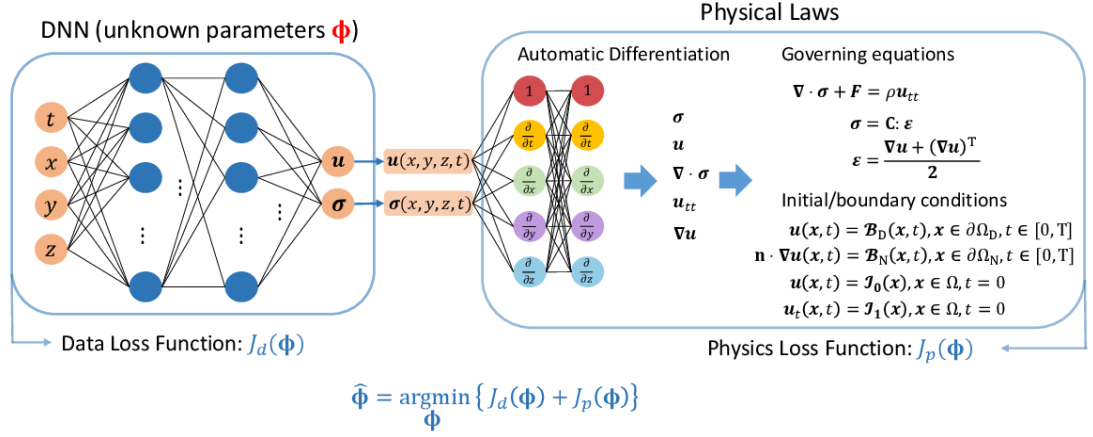 DNN (unknown parameters ϕ)
t
x
y
z
⋮
⋮
⋮
⋮
u
σ
u(x, y, z, t)
σ(x, y, z, t)
Physical Laws
Automatic Differentiation
1 1
∂/∂t ∂/∂t
∂/∂x ∂/∂x
∂/∂y ∂/∂y
∂/∂z ∂/∂z
σ
u
∇ · σ
u_tt
∇u
Governing equations
∇ · σ + F = ρu_tt
σ = C: ε
ε = (∇u + (∇u)^T)/2
Initial/boundary conditions
u(x, t) = ℬ_D(x, t), x ∈ ∂Ω_D, t ∈ [0, T]
n · ∇u(x, t) = ℬ_N(x, t), x ∈ ∂Ω_N, t ∈ [0, T]
u(x, t) = ℐ_0(x), x ∈ Ω, t = 0
u_t(x, t) = ℐ_1(x), x ∈ Ω, t = 0
Data Loss Function: J_d(ϕ)
Physics Loss Function: J_p(ϕ)
ϕ̂ = argmin { J_d(ϕ) + J_p(ϕ)}
ϕ